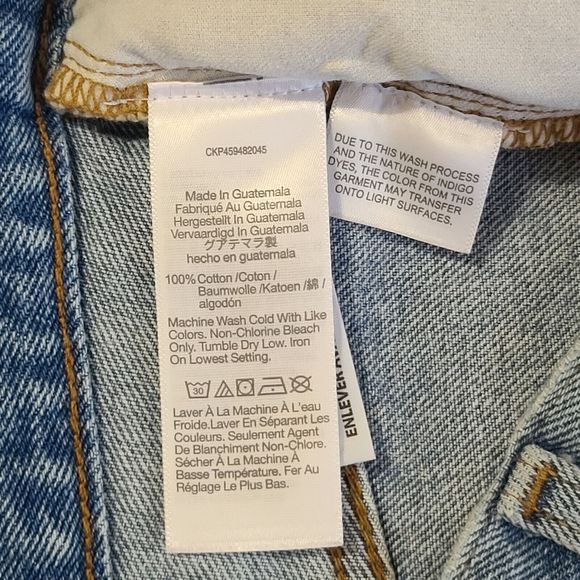 CKP459482045
Made In Guatemala
Fabriqué Au Guatemala
Hergestellt In Guatemala
Vervaardigd In Guatemala
グアテマラ製
hecho en guatemala
100% Cotton /Coton /
Baumwolle /Katoen /綿 /
algodón
Machine Wash Cold With Like
Colors. Non-Chlorine Bleach
Only. Tumble Dry Low. Iron
On Lowest Setting.
30
Laver À La Machine À L'eau
Froide.Laver En Séparant Les
Couleurs. Seulement Agent
De Blanchiment Non-Chlore.
Sécher À La Machine À
Basse Température. Fer Au
Réglage Le Plus Bas.
DUE TO THIS WASH PROCESS
AND THE NATURE OF INDIGO
DYES, THE COLOR FROM THIS
GARMENT MAY TRANSFER
ONTO LIGHT SURFACES.
ENLEVER